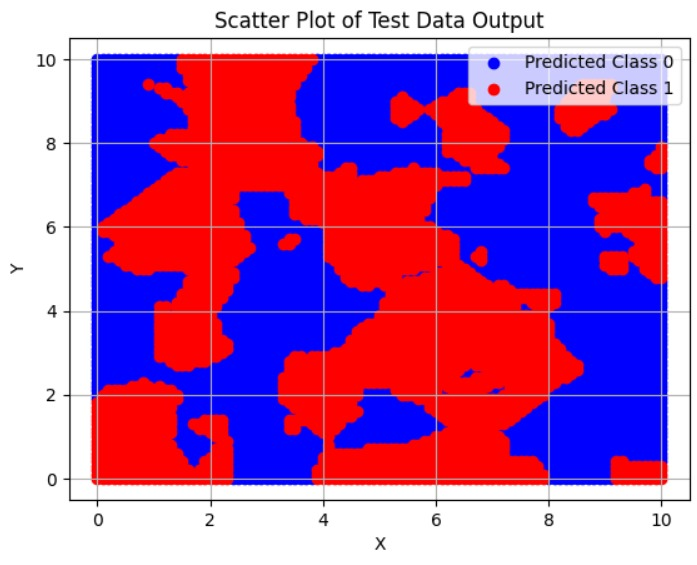 Scatter Plot of Test Data Output
Predicted Class 0
Predicted Class 1
10
8
6
4
2
0
Y
0 2 4 6 8 10
X